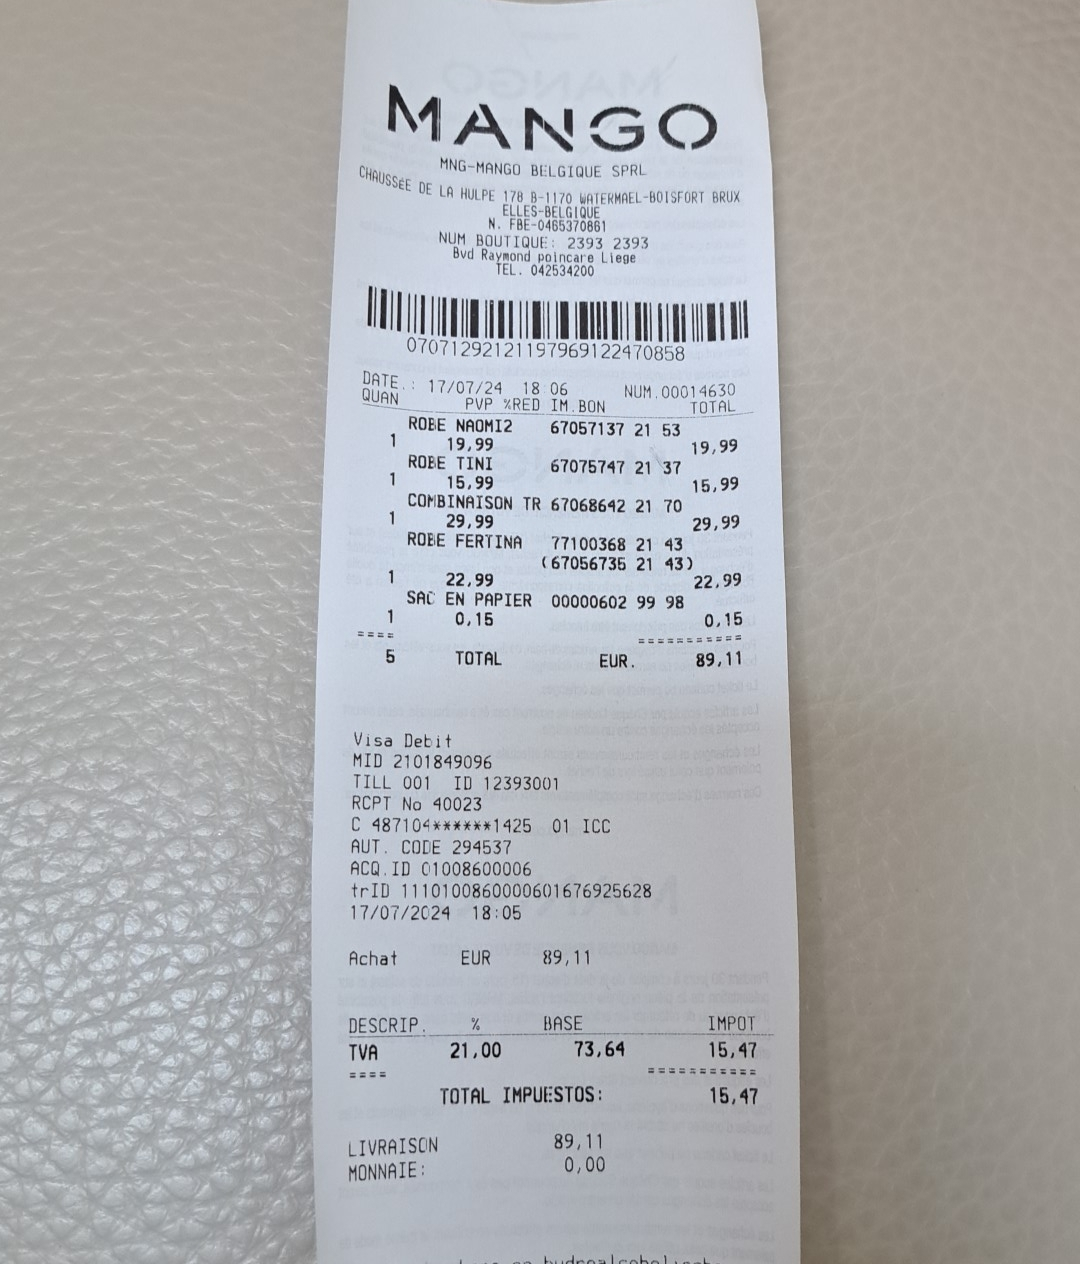 MANGO
MNG-MANGO BELGIQUE SPRL
CHAUSSéE DE LA HULPE 178 B-1170 WATERMAEL-BOISFORT BRUX
ELLES-BELGIQUE
N. FBE-0465370861
NUM BOUTIQUE: 2393 2393
Bvd Raymond poincare Liege
TEL. 042534200
0707129212119796​9122470858
DATE.: 17/07/24 18 06 NUM.00014630
QUAN PVP %RED IM.BON TOTAL
ROBE NAOMI2 67057137 21 53
1 19,99 19,99
ROBE TINI 67075747 21 37
1 15,99 15,99
COMBINAISON TR 67068642 21 70
1 29,99 29,99
ROBE FERTINA 77100368 21 43
(67056735 21 43)
1 22,99 22,99
SAC EN PAPIER 00000602 99 98
1 0,15 0,15
==== ===========
5 TOTAL EUR. 89,11
Visa Debit
MID 2101849096
TILL 001 ID 12393001
RCPT No 40023
C 487104******1425 01 ICC
AUT. CODE 294537
ACQ.ID 01008600006
trID 111010086000060167​6925628
17/07/2024 18:05
Achat EUR 89,11
DESCRIP. % BASE IMPOT
TVA 21,00 73,64 15,47
==== ===========
TOTAL IMPUESTOS: 15,47
LIVRAISON 89,11
MONNAIE: 0,00